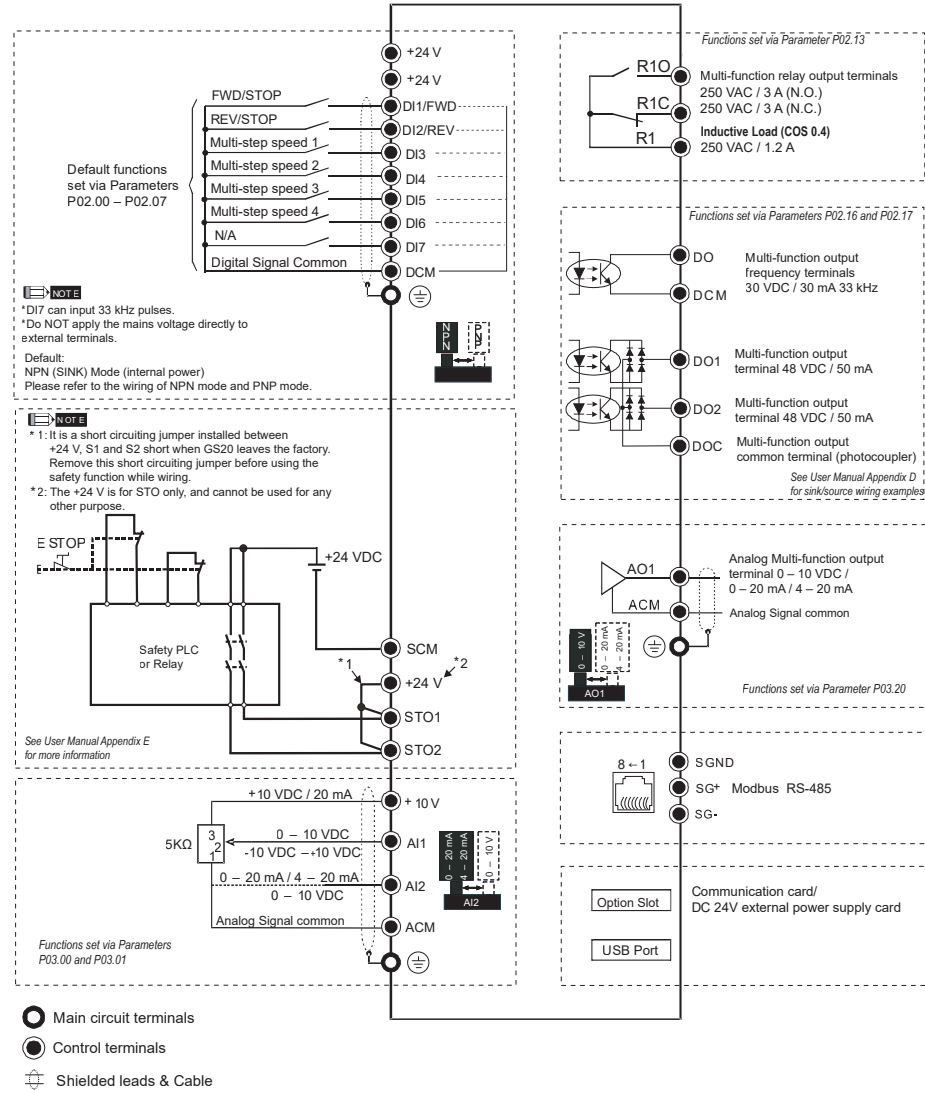 +24 V
+24 V
FWD/STOP
DI1/FWD
REV/STOP
DI2/REV
Multi-step speed 1
DI3
Multi-step speed 2
DI4
Multi-step speed 3
DI5
Multi-step speed 4
DI6
N/A
DI7
Digital Signal Common
DCM
Default functions
set via Parameters
P02.00 – P02.07
NOTE
*DI7 can input 33 kHz pulses.
*Do NOT apply the mains voltage directly to
external terminals.
Default:
NPN (SINK) Mode (internal power)
Please refer to the wiring of NPN mode and PNP mode.
NPN
PNP
NOTE
* 1: It is a short circuiting jumper installed between
+24 V, S1 and S2 short when GS20 leaves the factory.
Remove this short circuiting jumper before using the
safety function while wiring.
*2: The +24 V is for STO only, and cannot be used for any
other purpose.
E STOP
+24 VDC
Safety PLC
or Relay
SCM
*1
*2
+24 V
STO1
STO2
See User Manual Appendix E
for more information
+10 VDC / 20 mA
+ 10V
5KΩ
3
2
1
0 – 10 VDC
-10 VDC –+10 VDC
AI1
0 – 20 mA/ 4 – 20 mA
0 – 10 VDC
AI2
Analog Signal common
ACM
0 – 20 mA
4 – 20 mA
0 – 10 V
AI2
Functions set via Parameters
P03.00 and P03.01
Functions set via Parameter P02.13
R1O
R1C
R1
Multi-function relay output terminals
250 VAC / 3 A (N.O.)
250 VAC / 3 A (N.C.)
Inductive Load (COS 0.4)
250 VAC / 1.2 A
Functions set via Parameters P02.16 and P02.17
DO
DCM
Multi-function output
frequency terminals
30 VDC / 30 mA 33 kHz
DO1
Multi-function output
terminal 48 VDC / 50 mA
DO2
Multi-function output
terminal 48 VDC / 50 mA
DOC
Multi-function output
common terminal (photocoupler)
See User Manual Appendix D
for sink/source wiring examples
AO1
Analog Multi-function output
terminal 0 – 10 VDC /
0 – 20 mA / 4 – 20 mA
ACM
Analog Signal common
0 – 10 V
0 – 20 mA
4 – 20 mA
AO1
Functions set via Parameter P03.20
8←1
SGND
SG+
Modbus RS-485
SG-
Option Slot
Communication card/
DC 24V external power supply card
USB Port
Main circuit terminals
Control terminals
Shielded leads & Cable